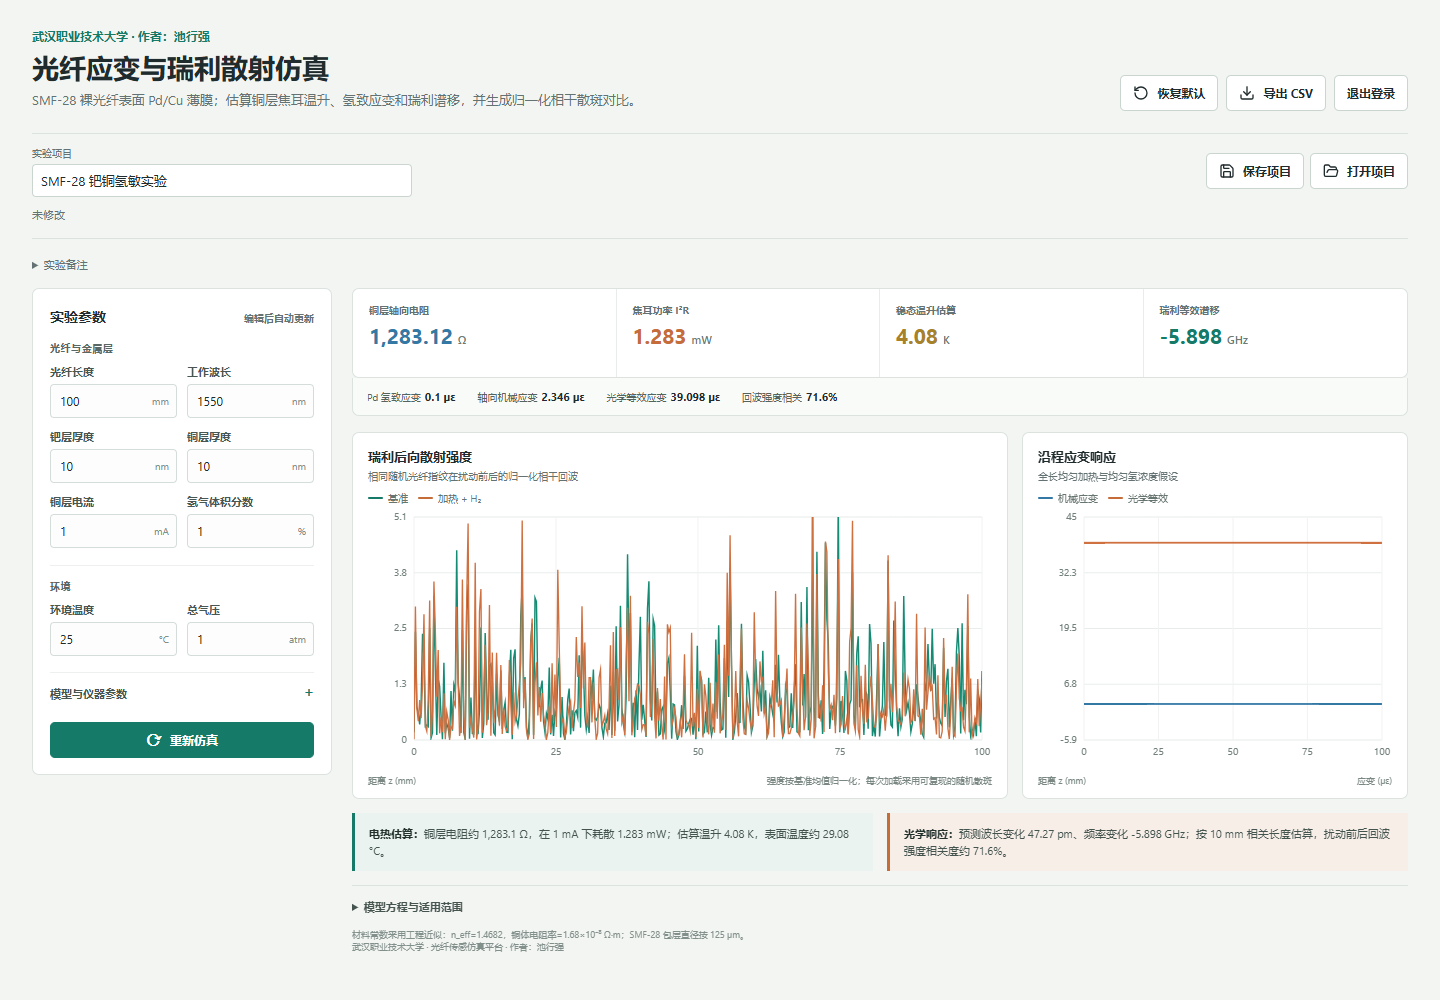 武汉职业技术大学 · 作者：池行强
光纤应变与瑞利散射仿真
SMF-28 裸光纤表面 Pd/Cu 薄膜；估算铜层焦耳温升、氢致应变和瑞利谱移，并生成归一化相干散斑对比。
恢复默认
导出 CSV
退出登录
实验项目
SMF-28 钯铜氢敏实验
保存项目
打开项目
未修改
▶ 实验备注
实验参数
编辑后自动更新
光纤与金属层
光纤长度 工作波长
100 mm 1550 nm
钯层厚度 铜层厚度
10 nm 10 nm
铜层电流 氢气体积分数
1 mA 1 %
环境
环境温度 总气压
25 °C 1 atm
模型与仪器参数 +
重新仿真
铜层轴向电阻
1,283.12 Ω
焦耳功率 I²R
1.283 mW
稳态温升估算
4.08 K
瑞利等效谱移
-5.898 GHz
Pd 氢致应变 0.1 με 轴向机械应变 2.346 με 光学等效应变 39.098 με 回波强度相关 71.6%
瑞利后向散射强度
相同随机光纤指纹在扰动前后的归一化相干回波
基准 加热 + H₂
5.1
3.8
2.5
1.3
0
0 25 50 75 100
距离 z (mm) 强度按基准均值归一化；每次加载采用可复现的随机散斑
沿程应变响应
全长均匀加热与均匀氢浓度假设
机械应变 光学等效
45
32.3
19.5
6.8
-5.9
0 25 50 75 100
距离 z (mm) 应变 (με)
电热估算：铜层电阻约 1,283.1 Ω，在 1 mA 下耗散 1.283 mW；估算温升 4.08 K，表面温度约 29.08
°C。
光学响应：预测波长变化 47.27 pm、频率变化 -5.898 GHz；按 10 mm 相关长度估算，扰动前后回波
强度相关度约 71.6%。
▶ 模型方程与适用范围
材料常数采用工程近似：n_eff=1.4682，铜体电阻率=1.68×10⁻⁸ Ω·m；SMF-28 包层直径按 125 μm。
武汉职业技术大学 · 光纤传感仿真平台 · 作者：池行强